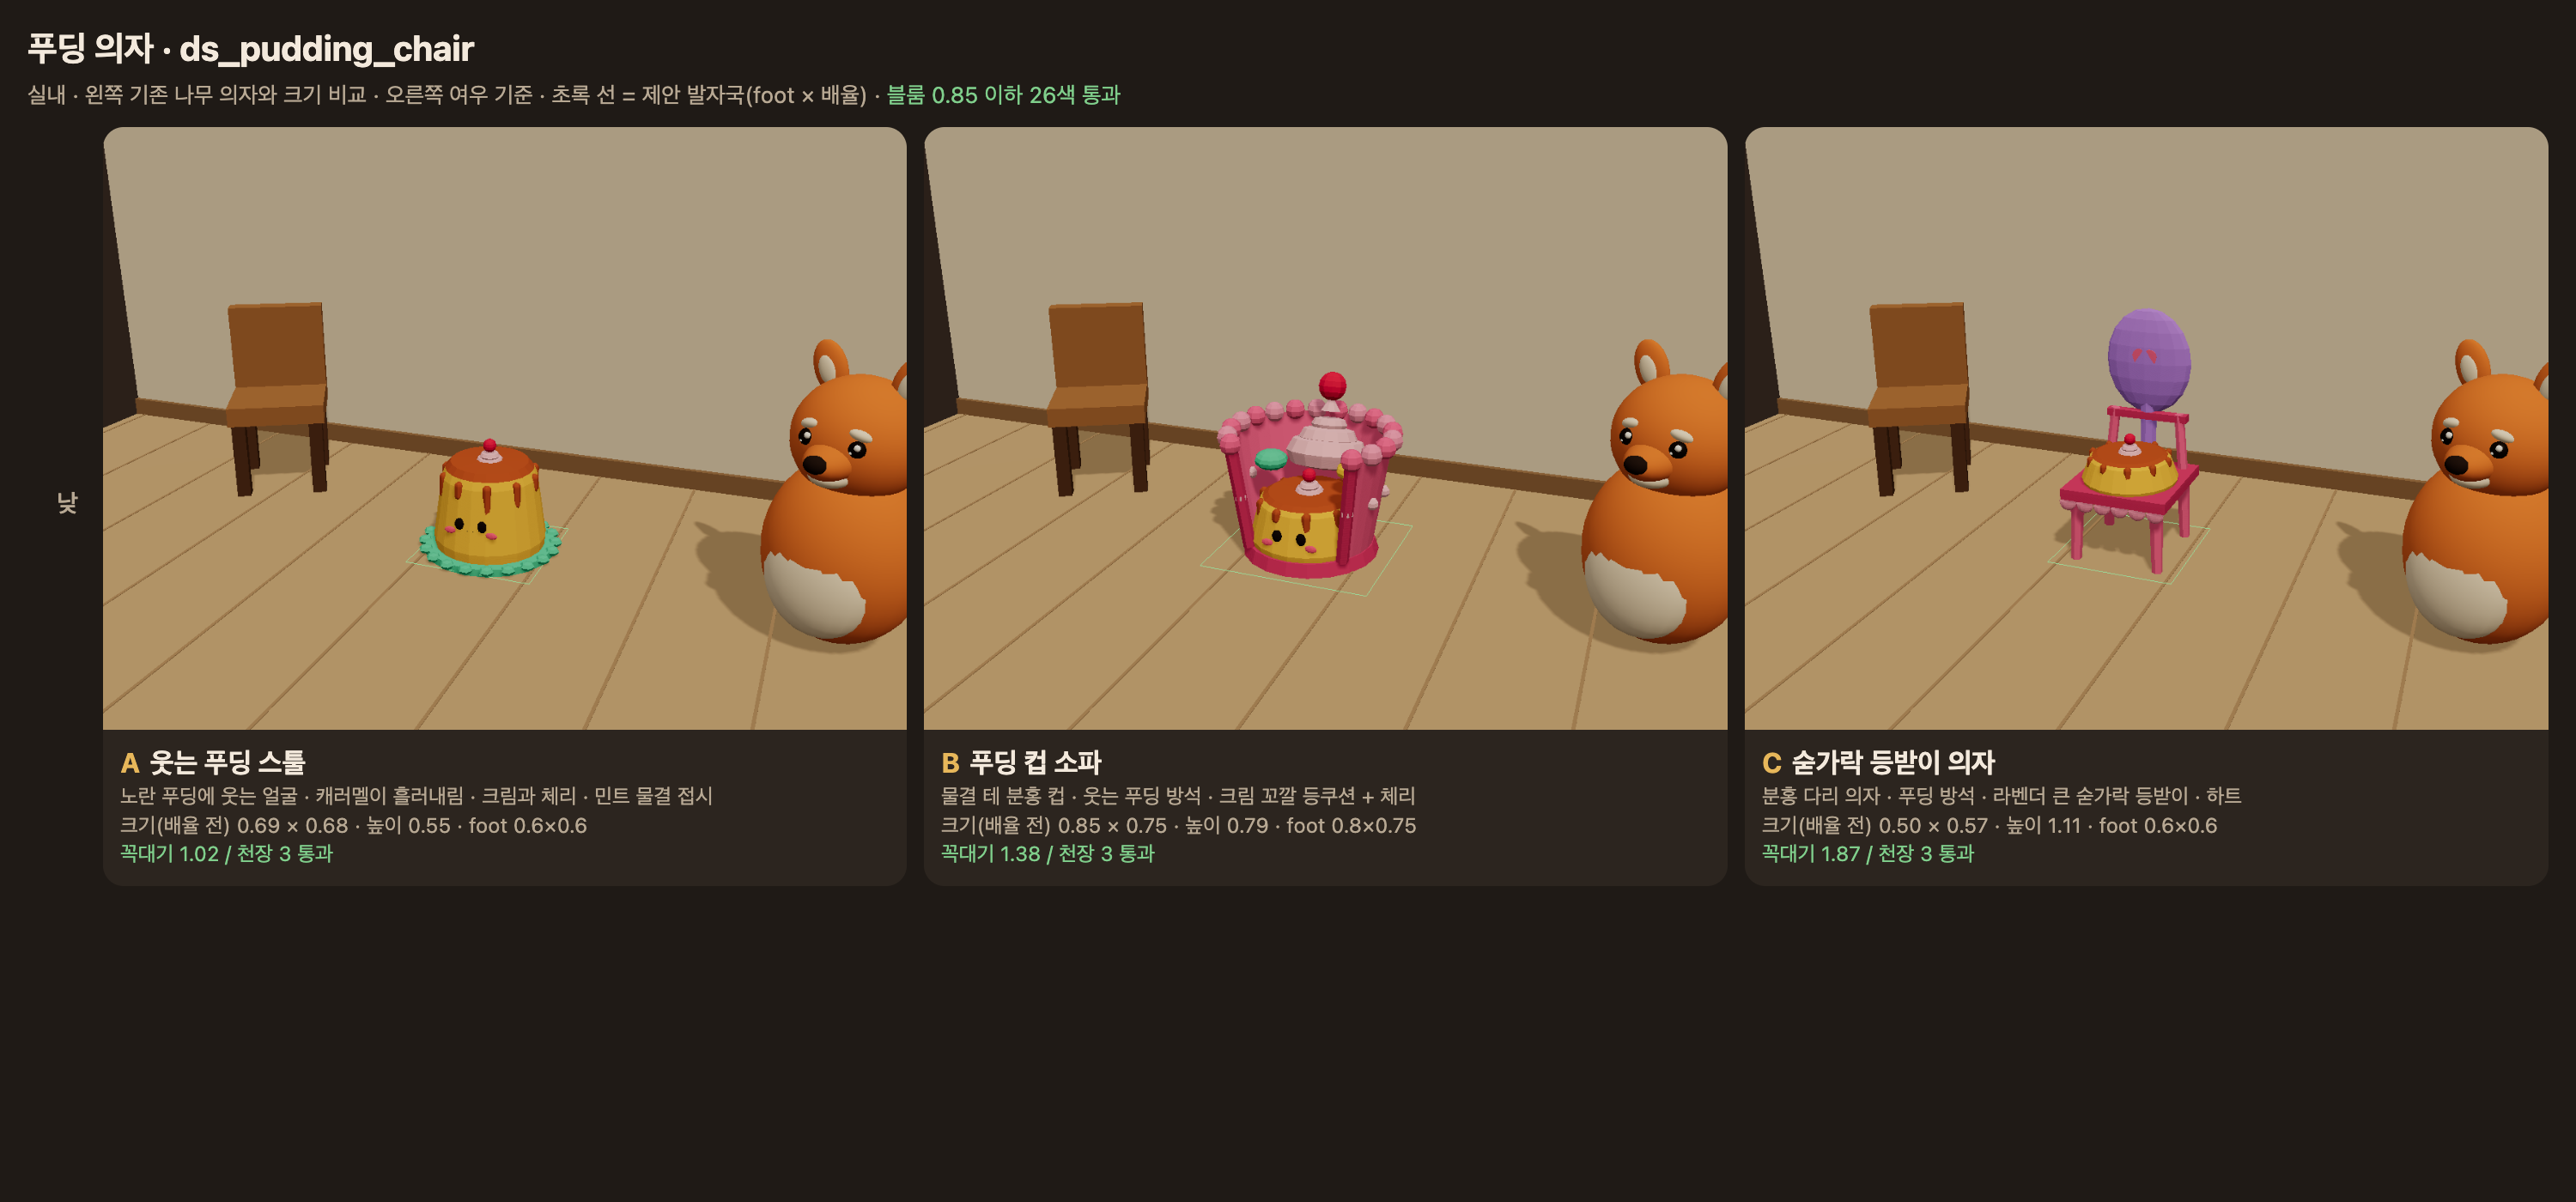 푸딩 의자 · ds_pudding_chair
실내 · 왼쪽 기존 나무 의자와 크기 비교 · 오른쪽 여우 기준 · 초록 선 = 제안 발자국(foot × 배율) · 블룸 0.85 이하 26색 통과
낮
A 웃는 푸딩 스툴
노란 푸딩에 웃는 얼굴 · 캐러멜이 흘러내림 · 크림과 체리 · 민트 물결 접시
크기(배율 전) 0.69 × 0.68 · 높이 0.55 · foot 0.6×0.6
꼭대기 1.02 / 천장 3 통과
B 푸딩 컵 소파
물결 테 분홍 컵 · 웃는 푸딩 방석 · 크림 꼬깔 등쿠션 + 체리
크기(배율 전) 0.85 × 0.75 · 높이 0.79 · foot 0.8×0.75
꼭대기 1.38 / 천장 3 통과
C 숟가락 등받이 의자
분홍 다리 의자 · 푸딩 방석 · 라벤더 큰 숟가락 등받이 · 하트
크기(배율 전) 0.50 × 0.57 · 높이 1.11 · foot 0.6×0.6
꼭대기 1.87 / 천장 3 통과